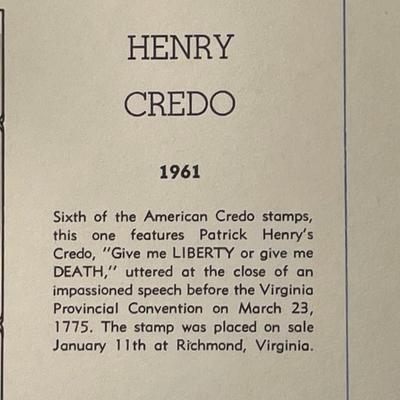 HENRY
CREDO
1961
Sixth of the American Credo stamps,
this one features Patrick Henry's
Credo, "Give me LIBERTY or give me
DEATH," uttered at the close of an
impassioned speech before the Virginia
Provincial Convention on March 23,
1775. The stamp was placed on sale
January 11th at Richmond, Virginia.